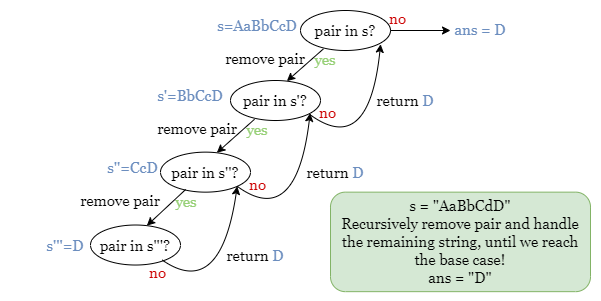 s=AaBbCcD
pair in s?
no
ans = D
remove pair
yes
s'=BbCcD
pair in s'?
no
return D
remove pair
yes
s''=CcD
pair in s''?
no
return D
remove pair
yes
s'''=D
pair in s'''?
no
return D
s = "AaBbCdD"
Recursively remove pair and handle
the remaining string, until we reach
the base case!
ans = "D"